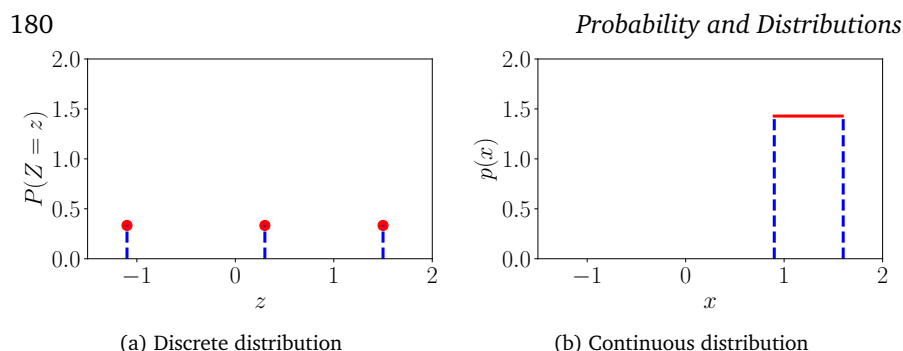 180 Probability and Distributions
2.0 2.0
1.5 1.5
P(Z = z) p(x)
1.0 1.0
0.5 0.5
0.0 0.0
−1 0 1 2 −1 0 1 2
z x
(a) Discrete distribution (b) Continuous distribution